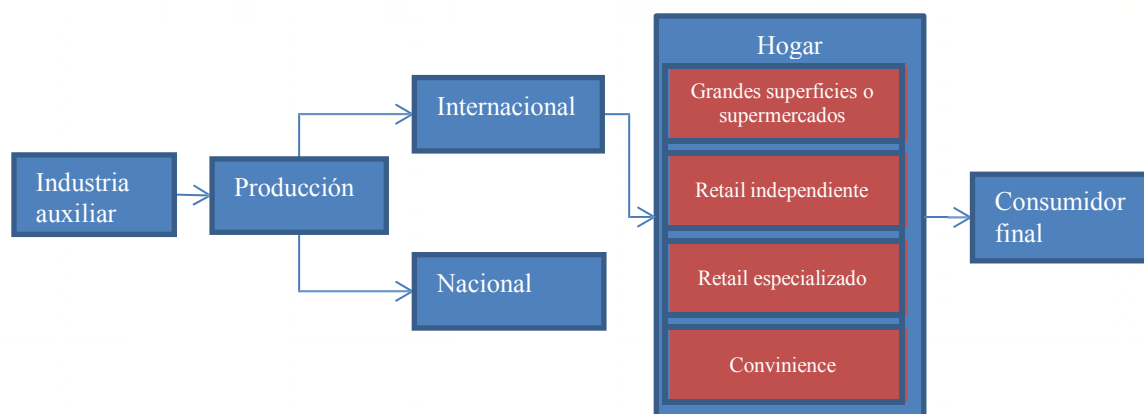 Industria
auxiliar
Producción
Internacional
Nacional
Hogar
Grandes superficies o
supermercados
Retail independiente
Retail especializado
Convinience
Consumidor
final